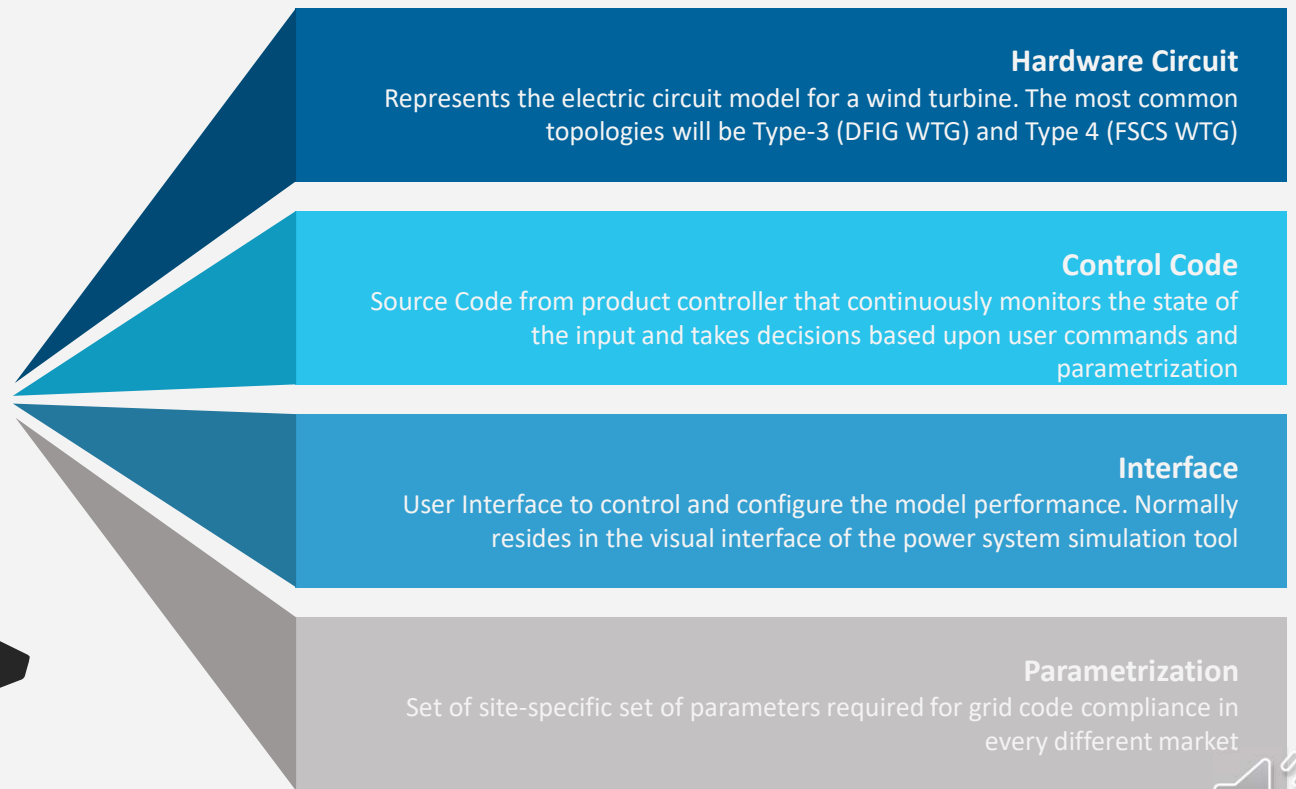 Hardware Circuit
Represents the electric circuit model for a wind turbine. The most common
topologies will be Type-3 (DFIG WTG) and Type 4 (FSCS WTG)
Control Code
Source Code from product controller that continuously monitors the state of
the input and takes decisions based upon user commands and
parametrization
Interface
User Interface to control and configure the model performance. Normally
resides in the visual interface of the power system simulation tool
Parametrization
Set of site-specific set of parameters required for grid code compliance in
every different market